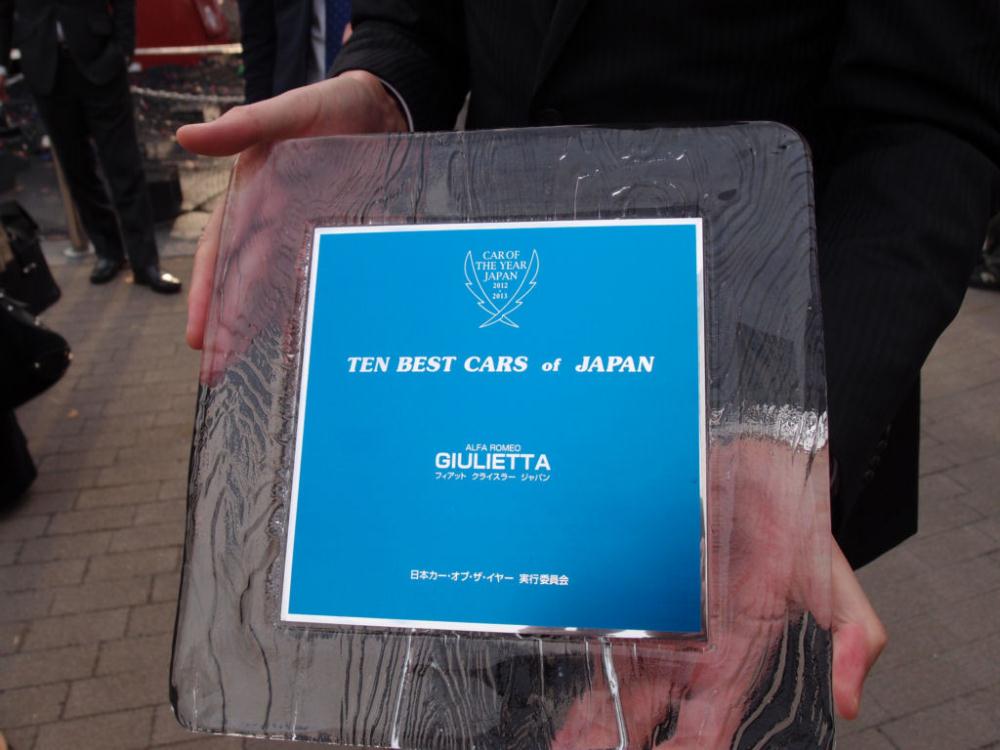 CAR OF
THE YEAR
JAPAN
2012
2013
TEN BEST CARS of JAPAN
ALFA ROMEO
GIULIETTA
フィアット クライスラー ジャパン
日本カー・オブ・ザ・イヤー 実行委員会